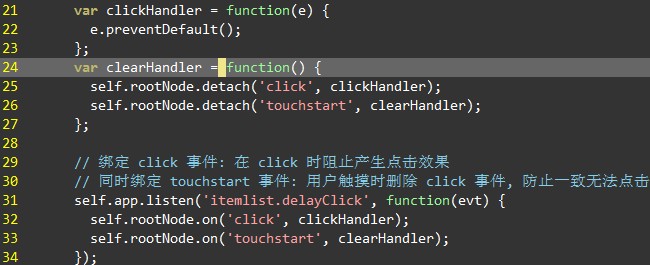 21 var clickHandler = function(e) {
22 e.preventDefault();
23 };
24 var clearHandler = function() {
25 self.rootNode.detach('click', clickHandler);
26 self.rootNode.detach('touchstart', clearHandler);
27 };
28
29 // 绑定 click 事件: 在 click 时阻止产生点击效果
30 // 同时绑定 touchstart 事件: 用户触摸时删除 click 事件, 防止一致无法点击
31 self.app.listen('itemlist.delayClick', function(evt) {
32 self.rootNode.on('click', clickHandler);
33 self.rootNode.on('touchstart', clearHandler);
34 });